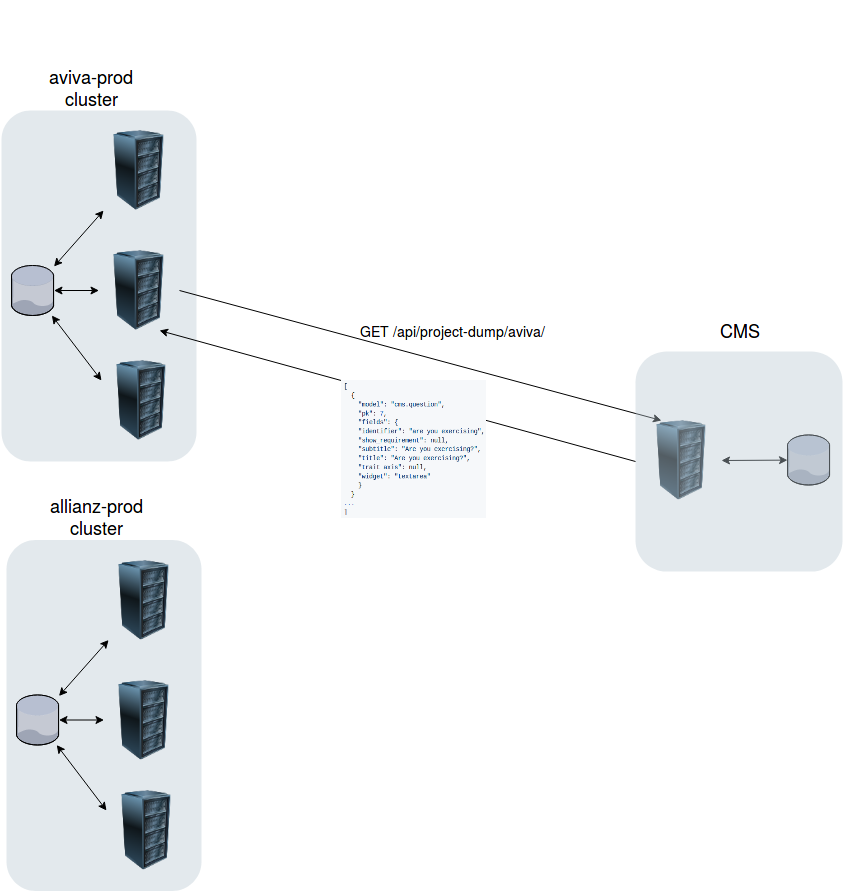 aviva-prod
cluster
GET /api/project-dump/aviva/
CMS
[
{
"model": "cms.question",
"pk": 7,
"fields": {
"identifier": "are you exercising",
"show_requirement": null,
"subtitle": "Are you exercising?",
"title": "Are you exercising?",
"trait_axis": null,
"widget": "textarea"
}
}
...
]
allianz-prod
cluster